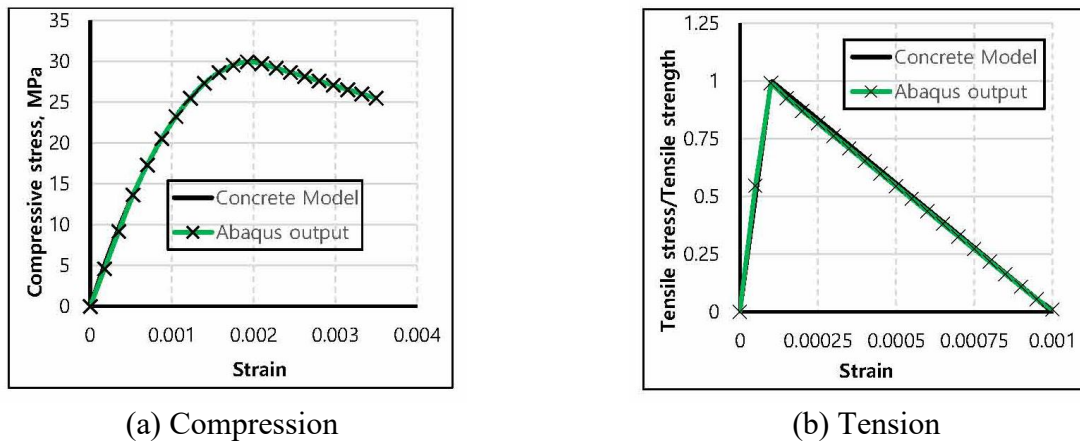 35
30
25
20
15
10
5
0
Compressive stress, MPa
Concrete Model
Abaqus output
0 0.001 0.002 0.003 0.004
Strain
(a) Compression
1.25
1
0.75
0.5
0.25
0
Tensile stress/Tensile strength
Concrete Model
Abaqus output
0 0.00025 0.0005 0.00075 0.001
Strain
(b) Tension